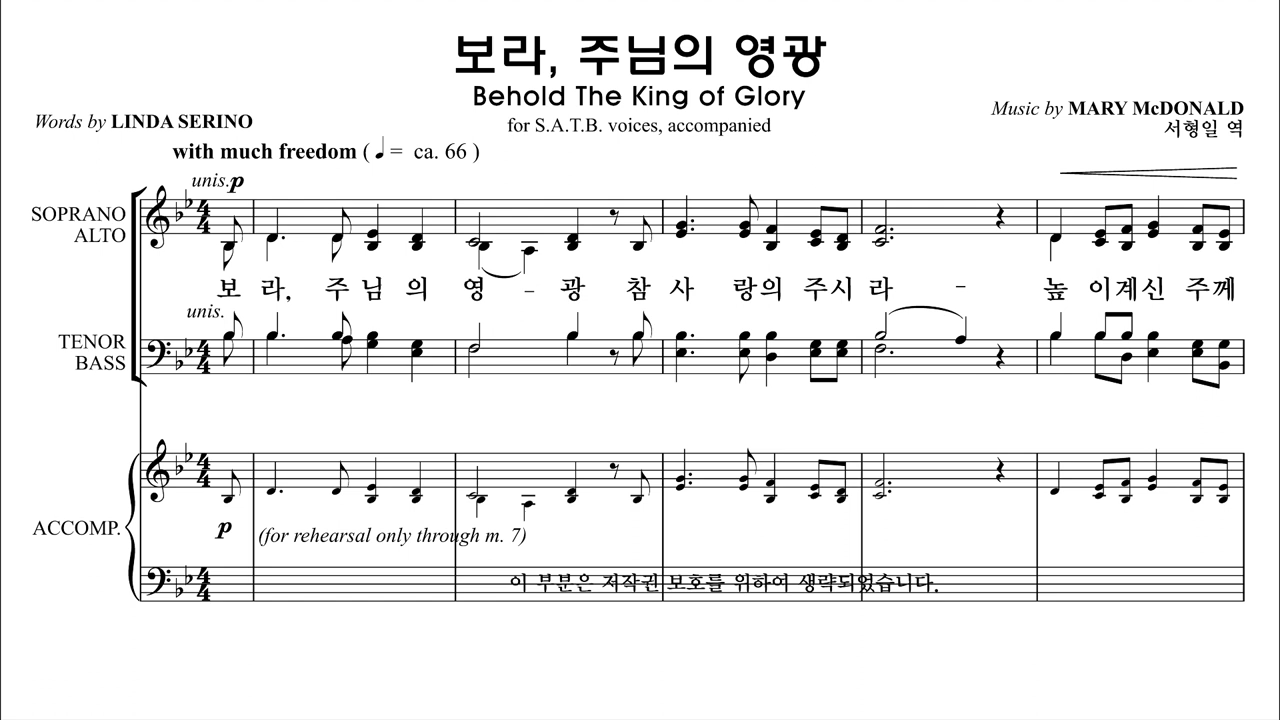 보라, 주님의 영광
Behold The King of Glory
Words by LINDA SERINO
for S.A.T.B. voices, accompanied
Music by MARY McDONALD
서형일 역
with much freedom ( ♩ = ca. 66 )
unis. p
SOPRANO
ALTO
보 라, 주 님 의 영 - 광 참 사 랑의 주시 라 - 높 이계신 주께
unis.
TENOR
BASS
ACCOMP.
p
(for rehearsal only through m. 7)
이 부분은 저작권 보호를 위하여 생략되었습니다.